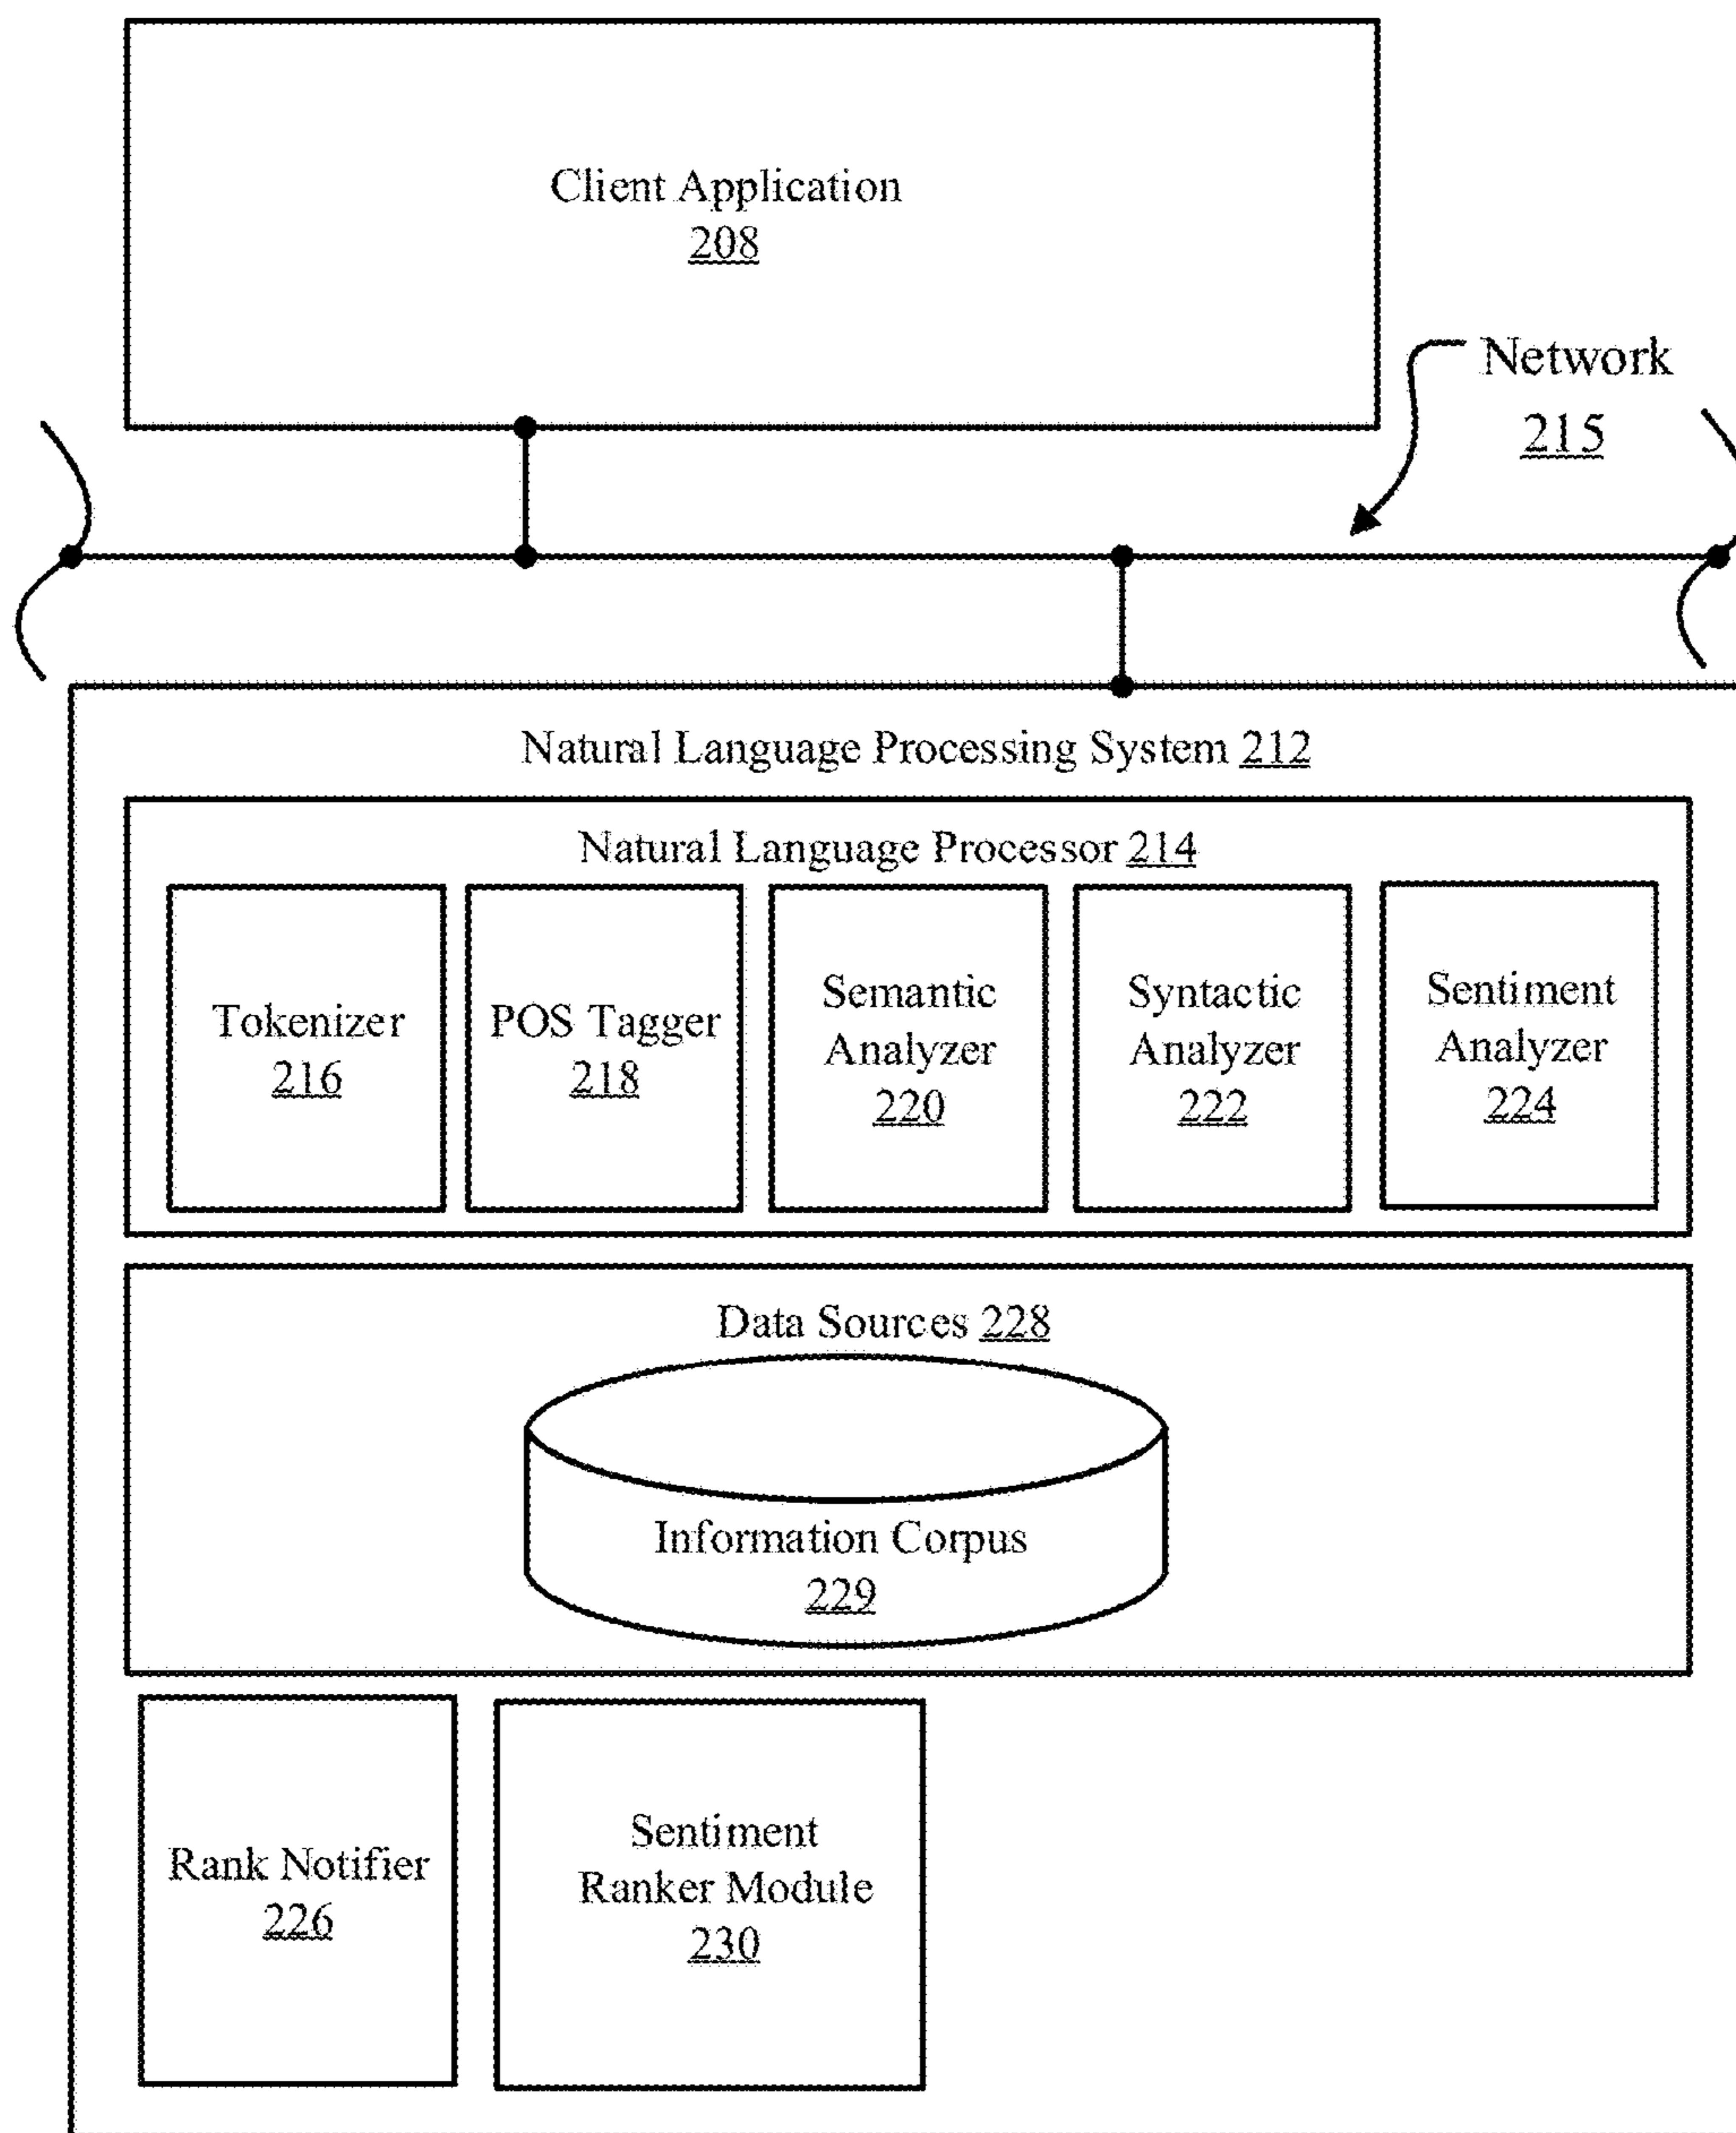 Client Application
208
Network
215
Natural Language Processing System 212
Natural Language Processor 214
Tokenizer
216
POS Tagger
218
Semantic
Analyzer
220
Syntactic
Analyzer
222
Sentiment
Analyzer
224
Data Sources 228
Information Corpus
229
Rank Notifier
226
Sentiment
Ranker Module
230